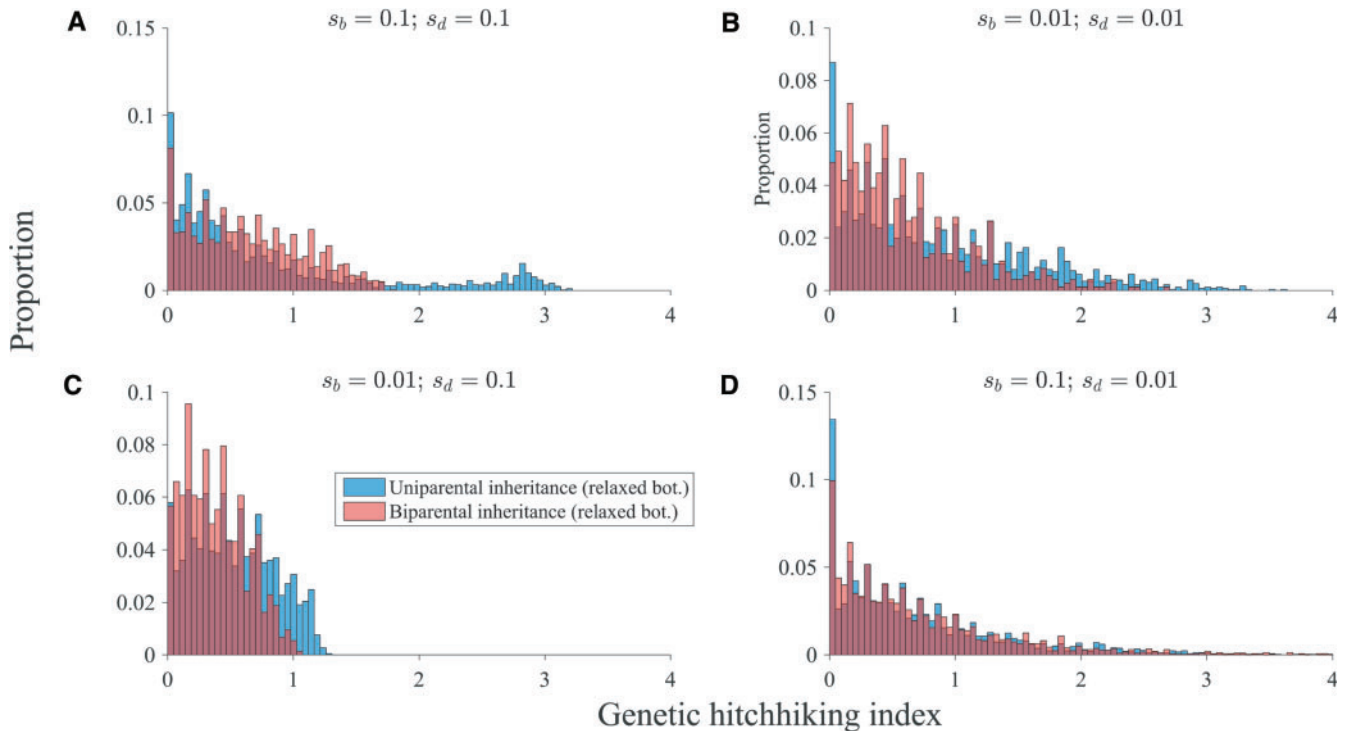 A
s_b = 0.1; s_d = 0.1
0.15
0.1
0.05
0
0 1 2 3 4
B
s_b = 0.01; s_d = 0.01
0.1
0.08
0.06
0.04
0.02
0
Proportion
0 1 2 3 4
Proportion
C
s_b = 0.01; s_d = 0.1
0.1
0.08
0.06
0.04
0.02
0
Uniparental inheritance (relaxed bot.)
Biparental inheritance (relaxed bot.)
0 1 2 3 4
D
s_b = 0.1; s_d = 0.01
0.15
0.1
0.05
0
0 1 2 3 4
Genetic hitchhiking index